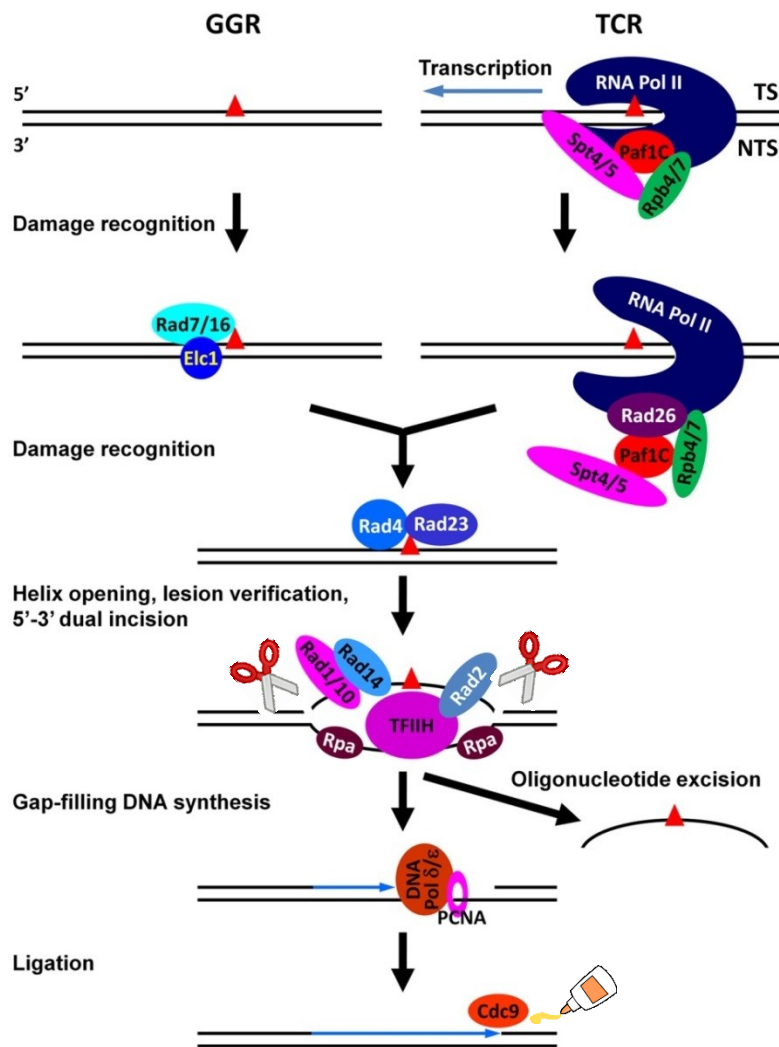 GGR
TCR
Transcription
RNA Pol II
5'
TS
3'
NTS
Spt4/5
Paf1C
Rpb4/7
Damage recognition
Rad7/16
Elc1
RNA Pol II
Rad26
Paf1C
Spt4/5
Rpb4/7
Damage recognition
Rad4
Rad23
Helix opening, lesion verification,
5'-3' dual incision
Rad1/10
Rad14
Rad2
TFIIH
Rpa
Rpa
Oligonucleotide excision
Gap-filling DNA synthesis
DNA
Pol δ/ε
PCNA
Ligation
Cdc9